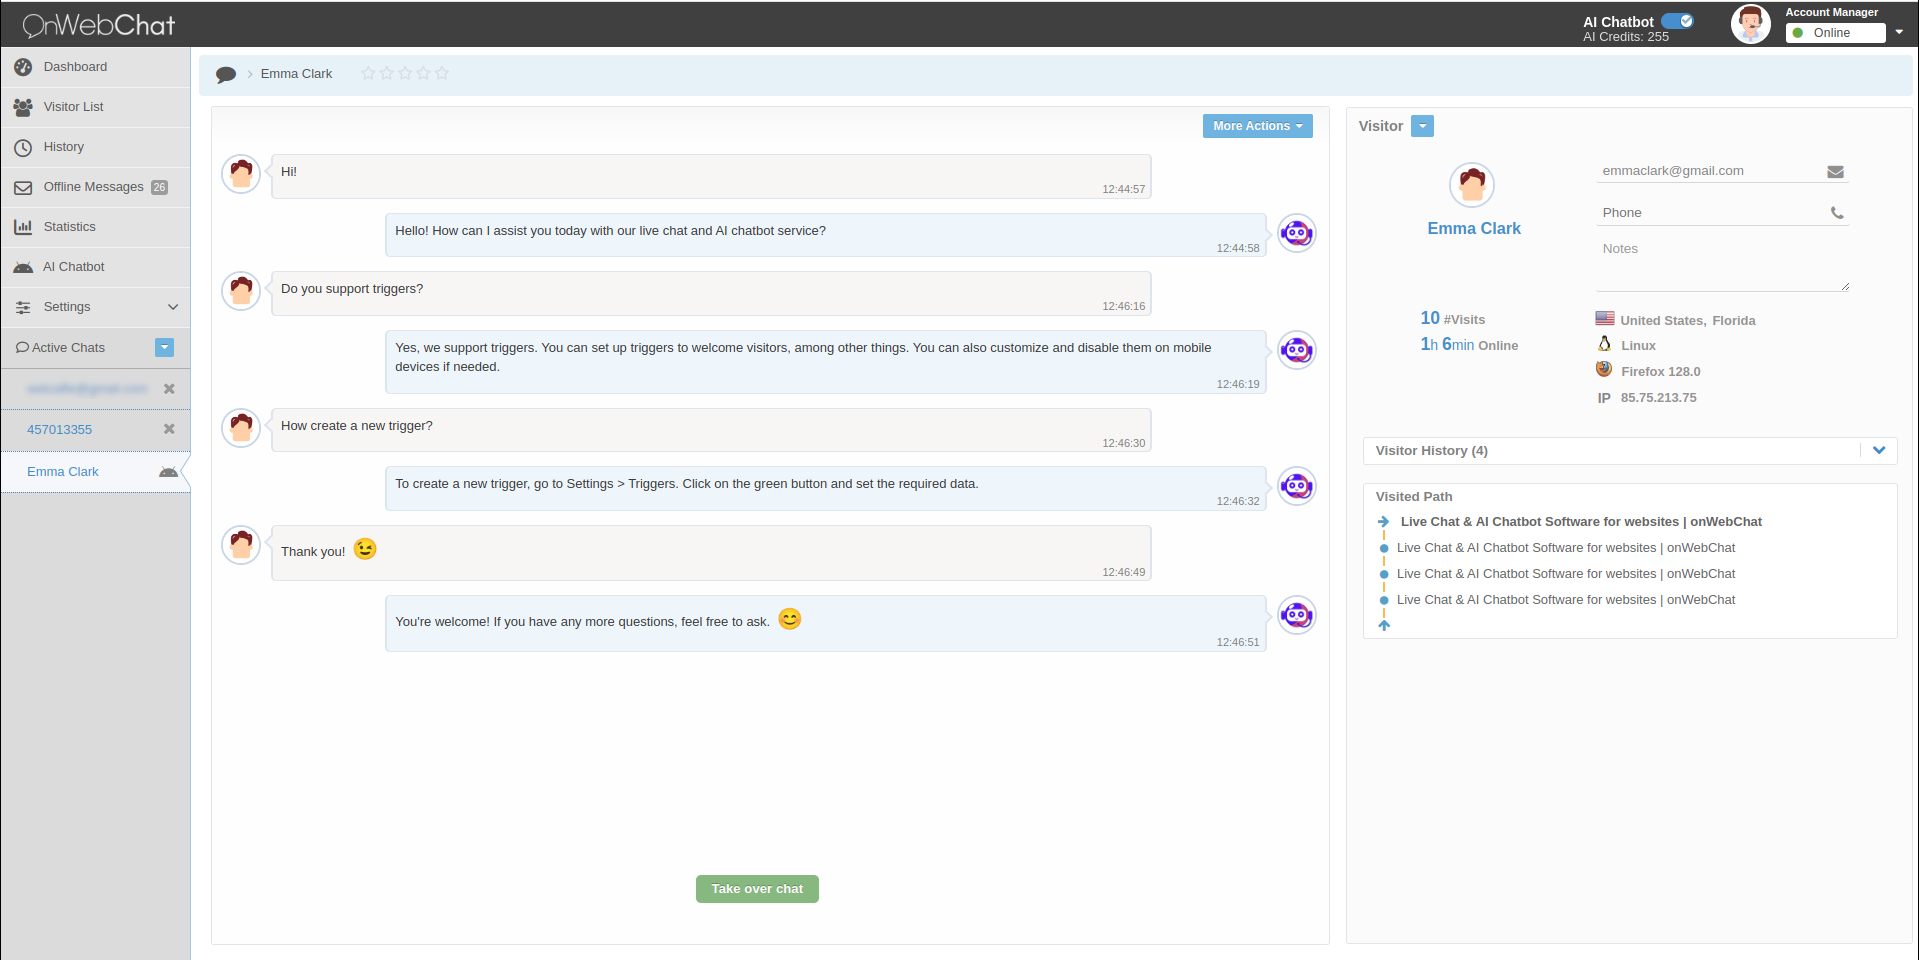 OnWebChat
AI Chatbot
AI Credits: 255
Account Manager
Online
Dashboard
Visitor List
History
Offline Messages 26
Statistics
AI Chatbot
Settings
Active Chats
457013355
Emma Clark
Emma Clark
More Actions
Hi!
12:44:57
Hello! How can I assist you today with our live chat and AI chatbot service?
12:44:58
Do you support triggers?
12:46:16
Yes, we support triggers. You can set up triggers to welcome visitors, among other things. You can also customize and disable them on mobile
devices if needed.
12:46:19
How create a new trigger?
12:46:30
To create a new trigger, go to Settings > Triggers. Click on the green button and set the required data.
12:46:32
Thank you! 😉
12:46:49
You're welcome! If you have any more questions, feel free to ask. 😊
12:46:51
Take over chat
Visitor
Emma Clark
emmaclark@gmail.com
Phone
Notes
10 #Visits
1h 6min Online
United States, Florida
Linux
Firefox 128.0
IP 85.75.213.75
Visitor History (4)
Visited Path
Live Chat & AI Chatbot Software for websites | onWebChat
Live Chat & AI Chatbot Software for websites | onWebChat
Live Chat & AI Chatbot Software for websites | onWebChat
Live Chat & AI Chatbot Software for websites | onWebChat